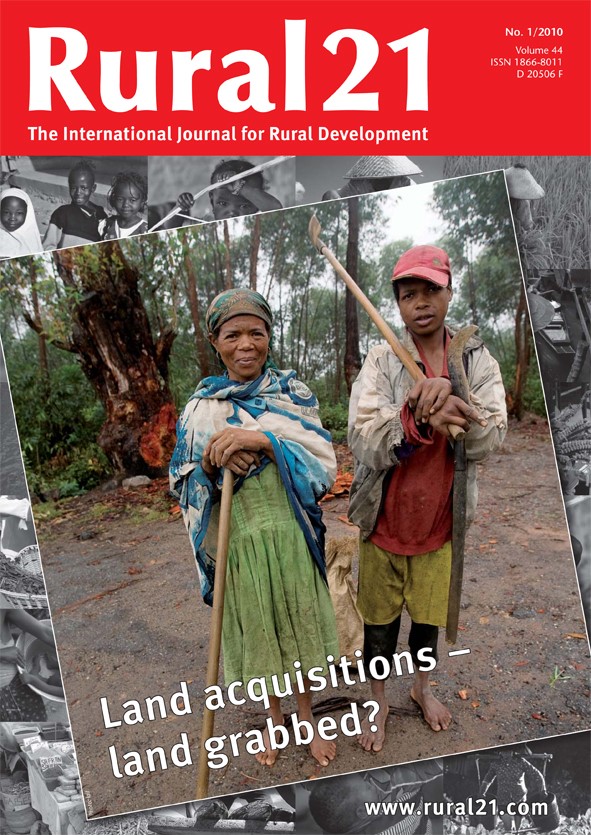 Rural21
The International Journal for Rural Development
No. 1/2010
Volume 44
ISSN 1866-8011
D 20506 F
Land acquisitions –
land grabbed?
www.rural21.com